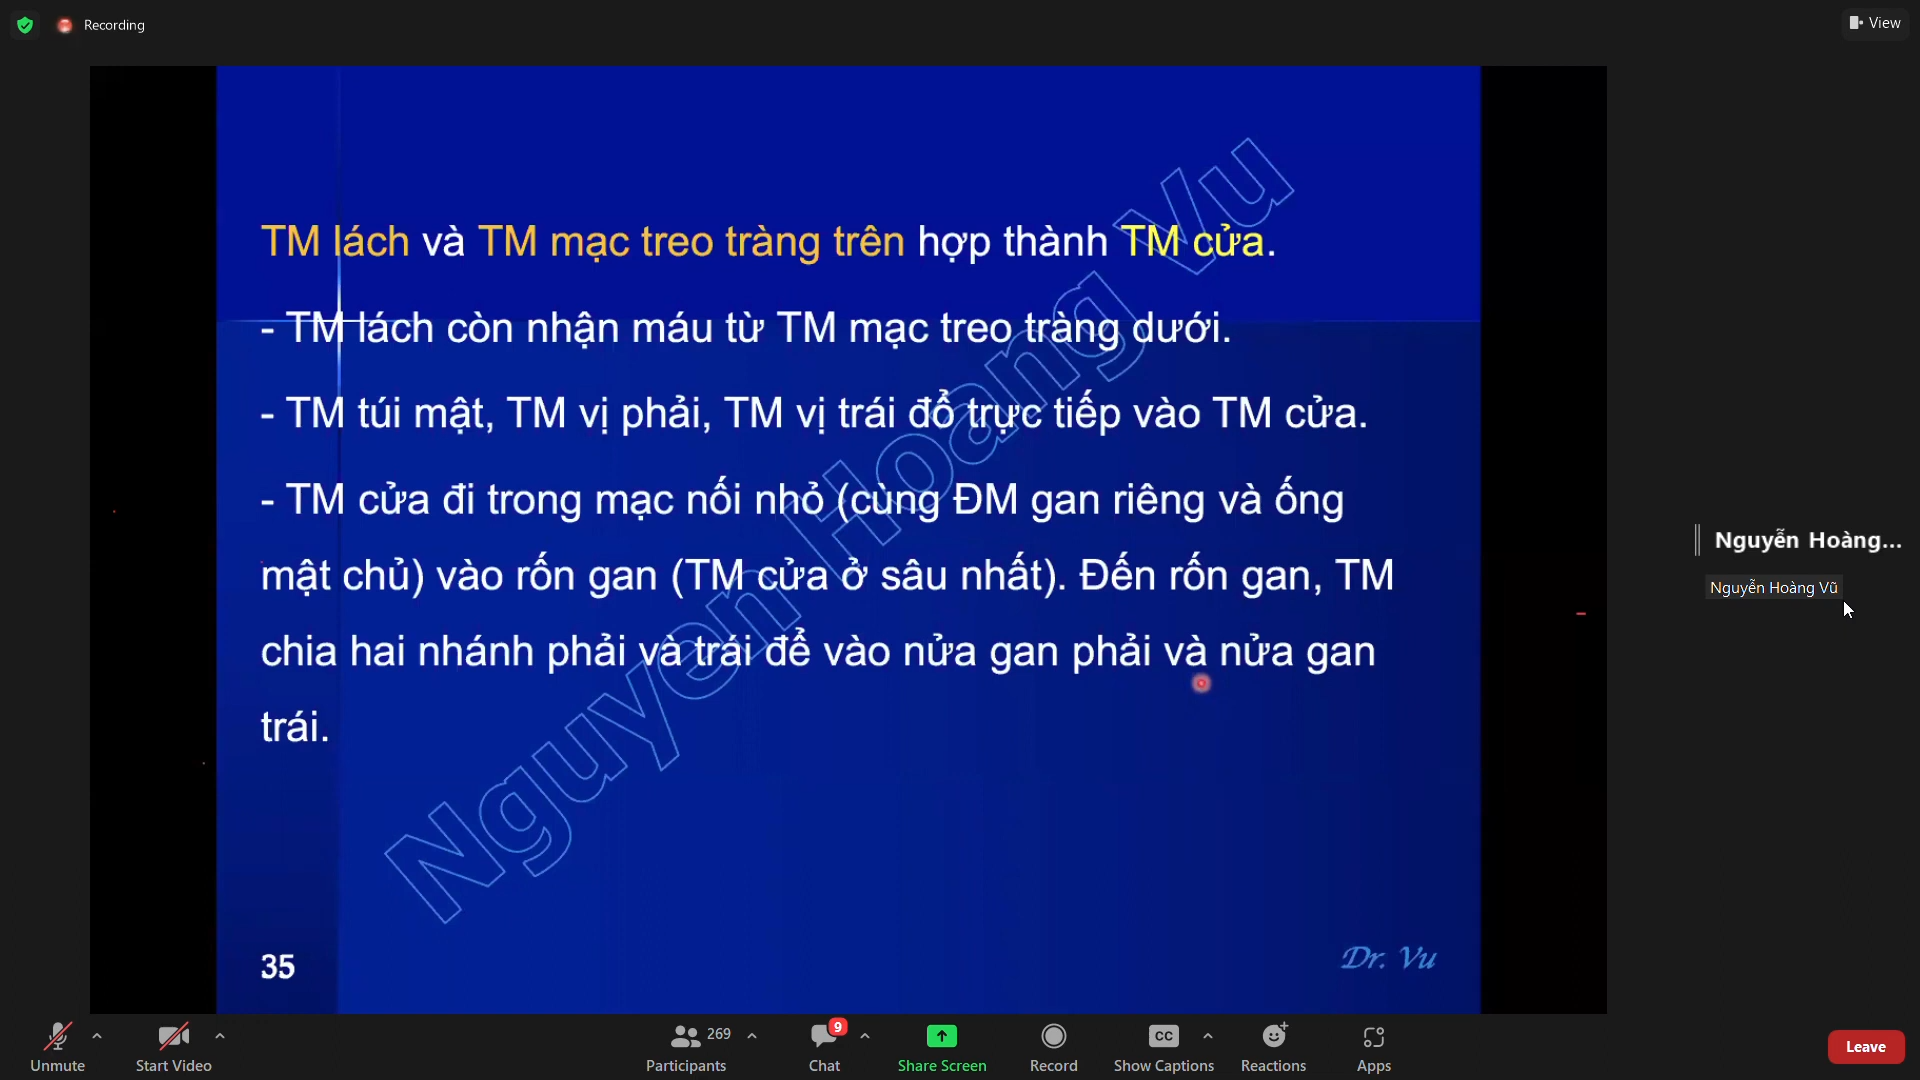 Recording
View
TM lách và TM mạc treo tràng trên hợp thành TM cửa.
- TM lách còn nhận máu từ TM mạc treo tràng dưới.
- TM túi mật, TM vị phải, TM vị trái đổ trực tiếp vào TM cửa.
- TM cửa đi trong mạc nối nhỏ (cùng ĐM gan riêng và ống
mật chủ) vào rốn gan (TM cửa ở sâu nhất). Đến rốn gan, TM
chia hai nhánh phải và trái để vào nửa gan phải và nửa gan
trái.
Nguyen Hoang Vu
35
Dr. Vu
Nguyễn Hoàng...
Nguyễn Hoàng Vũ
Unmute
Start Video
269
Participants
9
Chat
Share Screen
Record
CC
Show Captions
Reactions
Apps
Leave